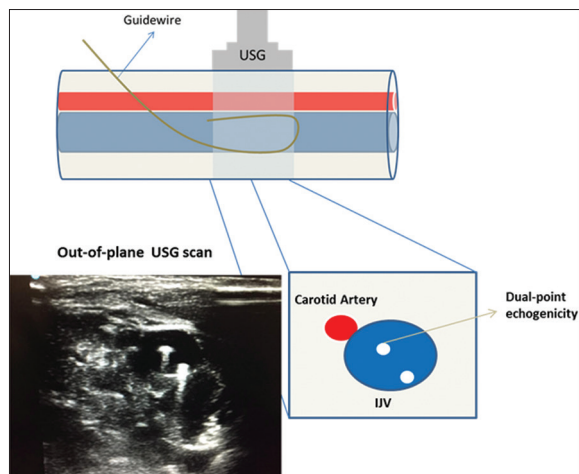 Guidewire
USG
Out-of-plane USG scan
Carotid Artery
Dual-point
echogenicity
IJV